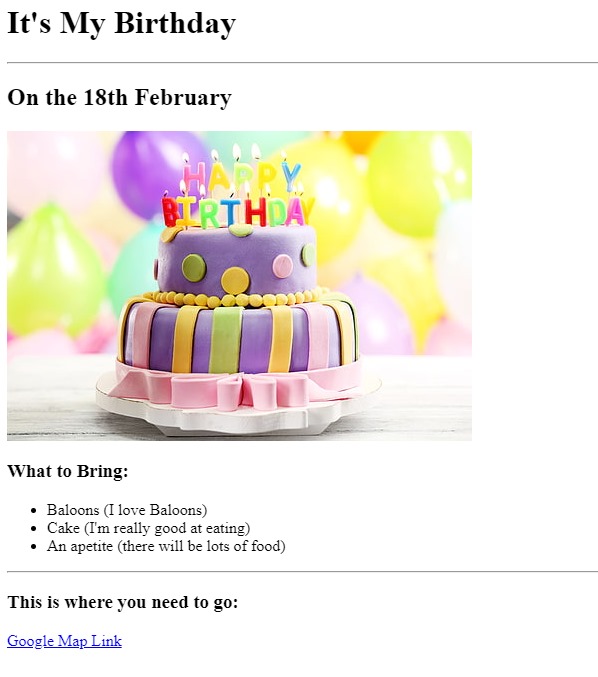 It's My Birthday
On the 18th February
HAPPY
BIRTHDAY
What to Bring:
Baloons (I love Baloons)
Cake (I'm really good at eating)
An apetite (there will be lots of food)
This is where you need to go:
Google Map Link